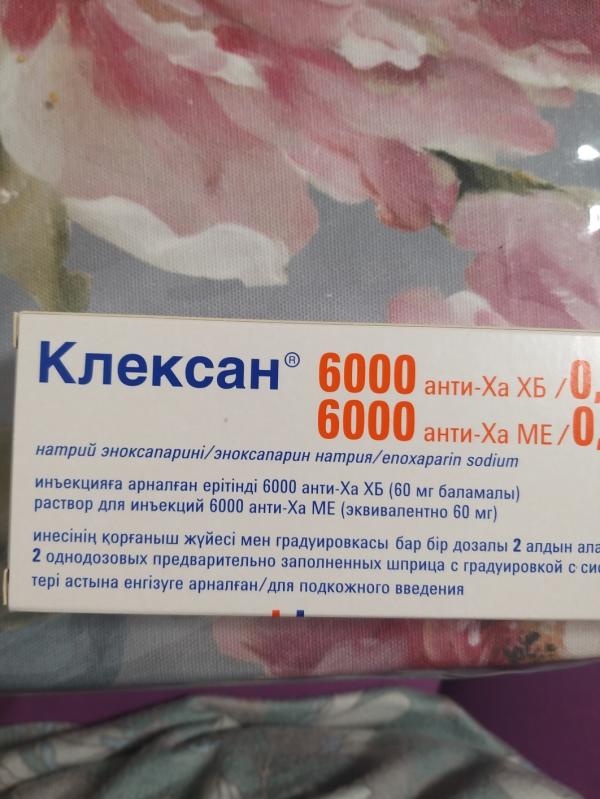 Клексан® 6000 анти-Ха ХБ / 0,
6000 анти-Ха МЕ / 0,
натрий эноксапарині/эноксапарин натрия/enoxaparin sodium
инъекцияға арналған ерітінді 6000 анти-Ха ХБ (60 мг баламалы)
раствор для инъекций 6000 анти-Ха МЕ (эквивалентно 60 мг)
инесінің қорғаныш жүйесі мен градуировкасы бар бір дозалы 2 алдын ала
2 однодозовых предварительно заполненных шприца с градуировкой с сис
тері астына енгізуге арналған/для подкожного введения